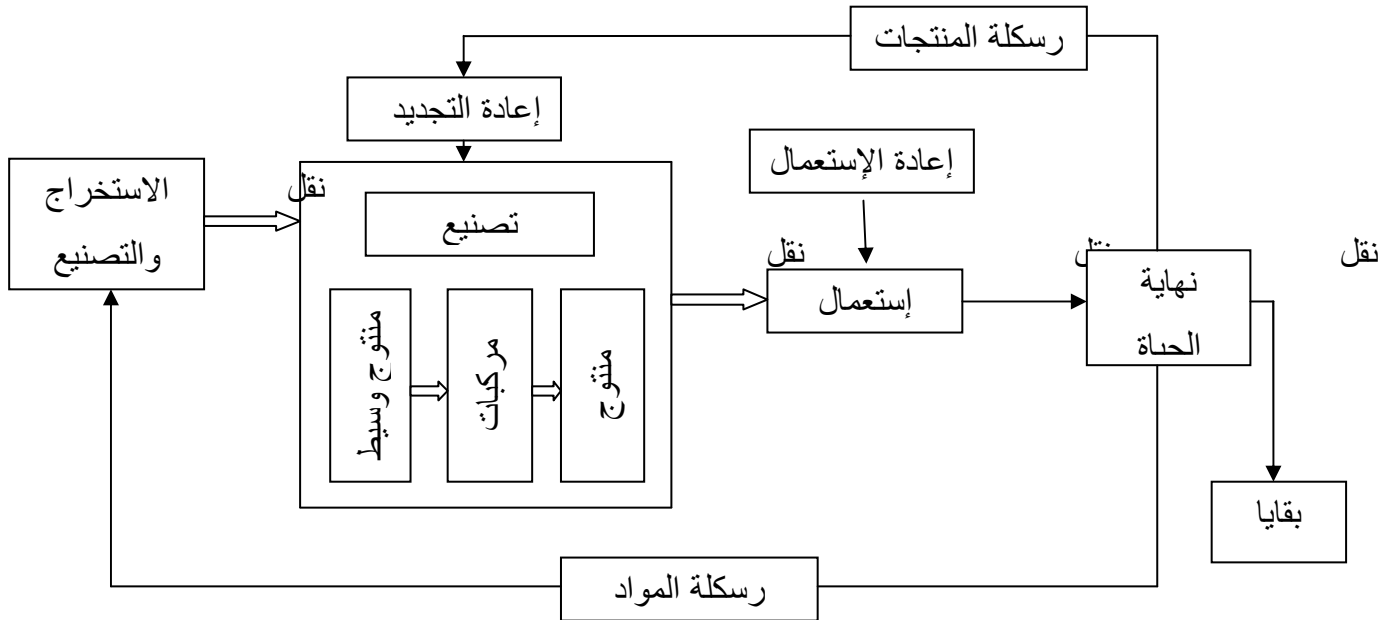 رسكلة المنتجات
إعادة التجديد
إعادة الإستعمال
الاستخراج
والتصنيع
نقل
تصنيع
نقل
نقل
نقل
إستعمال
نهاية
الحياة
منتوج وسيط
مركبات
منتوج
بقايا
رسكلة المواد